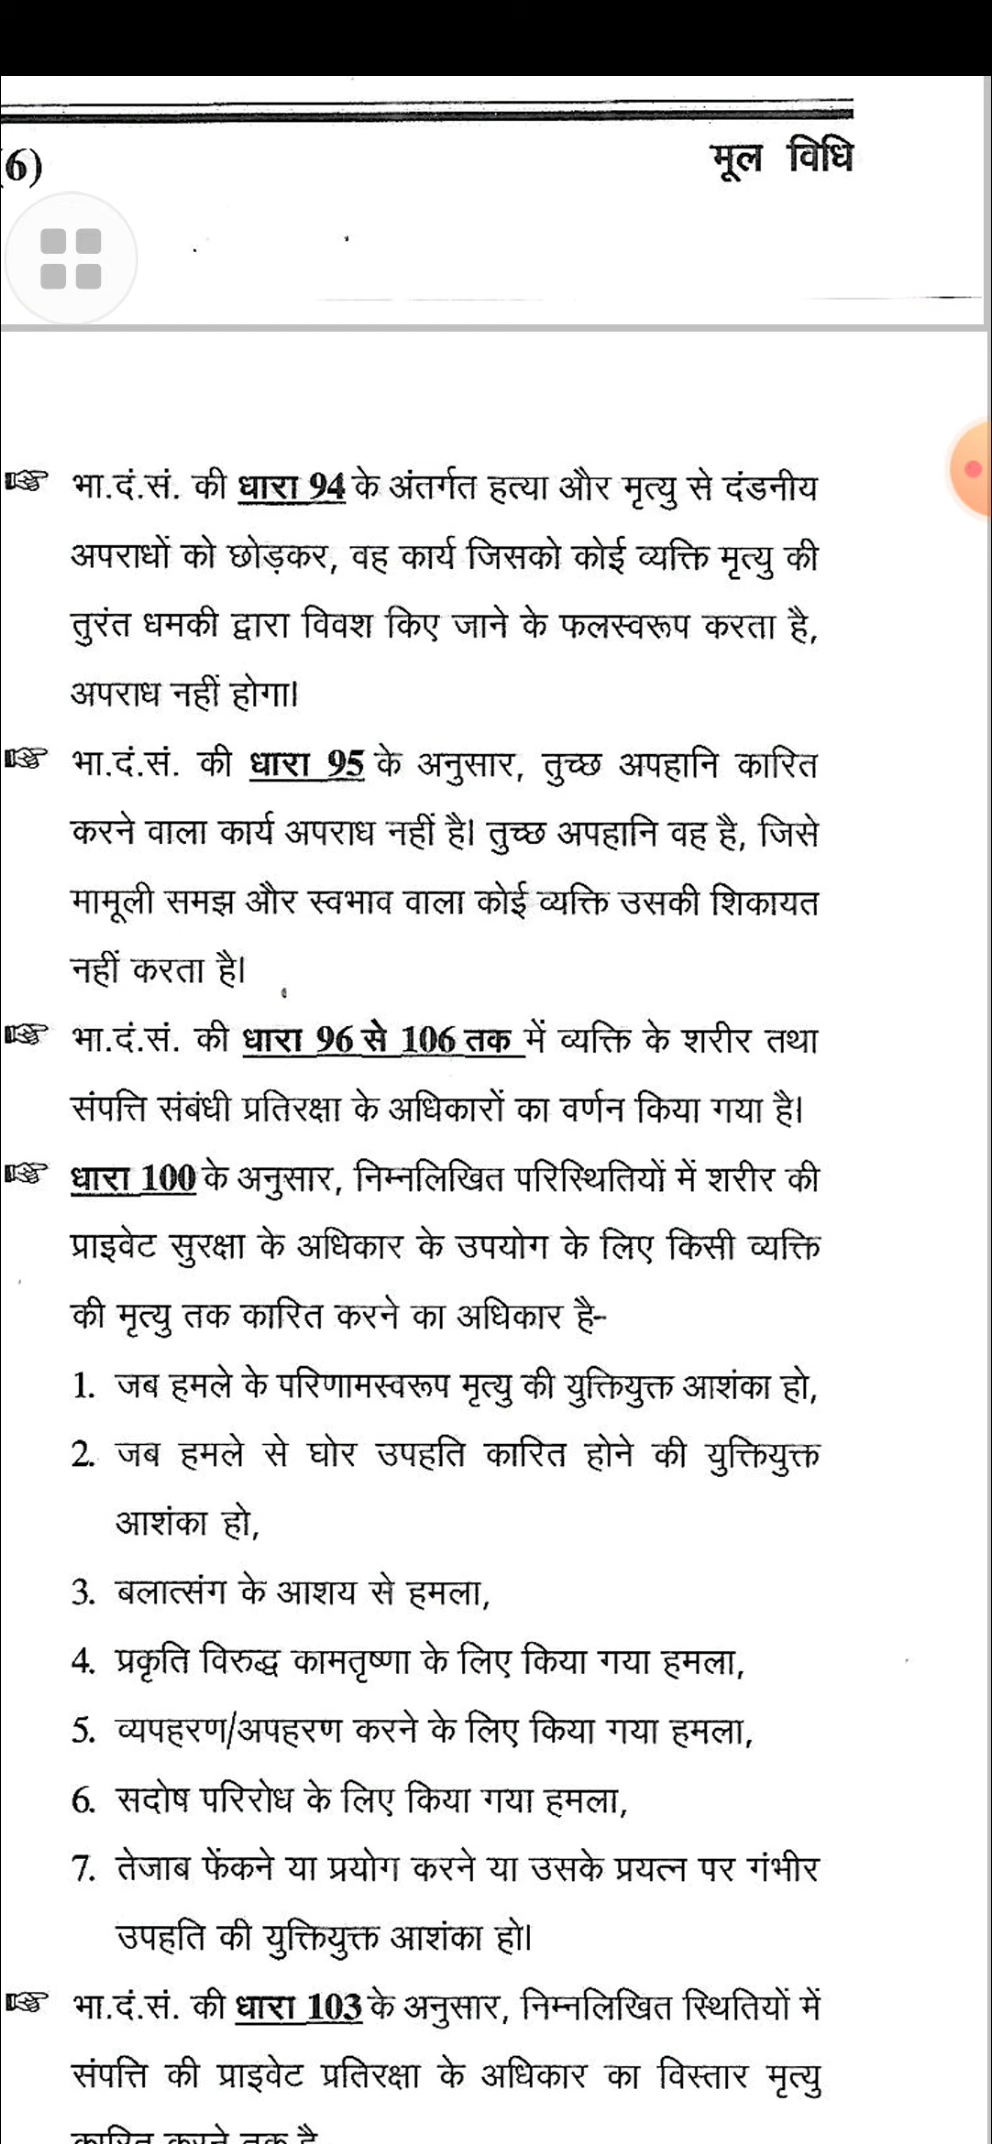 6)
मूल विधि
भा.दं.सं. की धारा 94 के अंतर्गत हत्या और मृत्यु से दंडनीय
अपराधों को छोड़कर, वह कार्य जिसको कोई व्यक्ति मृत्यु की
तुरंत धमकी द्वारा विवश किए जाने के फलस्वरूप करता है,
अपराध नहीं होगा।
भा.दं.सं. की धारा 95 के अनुसार, तुच्छ अपहानि कारित
करने वाला कार्य अपराध नहीं है। तुच्छ अपहानि वह है, जिसे
मामूली समझ और स्वभाव वाला कोई व्यक्ति उसकी शिकायत
नहीं करता है।
भा.दं.सं. की धारा 96 से 106 तक में व्यक्ति के शरीर तथा
संपत्ति संबंधी प्रतिरक्षा के अधिकारों का वर्णन किया गया है।
धारा 100 के अनुसार, निम्नलिखित परिस्थितियों में शरीर की
प्राइवेट सुरक्षा के अधिकार के उपयोग के लिए किसी व्यक्ति
की मृत्यु तक कारित करने का अधिकार है-
1. जब हमले के परिणामस्वरूप मृत्यु की युक्तियुक्त आशंका हो,
2. जब हमले से घोर उपहति कारित होने की युक्तियुक्त
आशंका हो,
3. बलात्संग के आशय से हमला,
4. प्रकृति विरुद्ध कामतृष्णा के लिए किया गया हमला,
5. व्यपहरण/अपहरण करने के लिए किया गया हमला,
6. सदोष परिरोध के लिए किया गया हमला,
7. तेजाब फेंकने या प्रयोग करने या उसके प्रयत्न पर गंभीर
उपहति की युक्तियुक्त आशंका हो।
भा.दं.सं. की धारा 103 के अनुसार, निम्नलिखित स्थितियों में
संपत्ति की प्राइवेट प्रतिरक्षा के अधिकार का विस्तार मृत्यु
कारित करने तक है